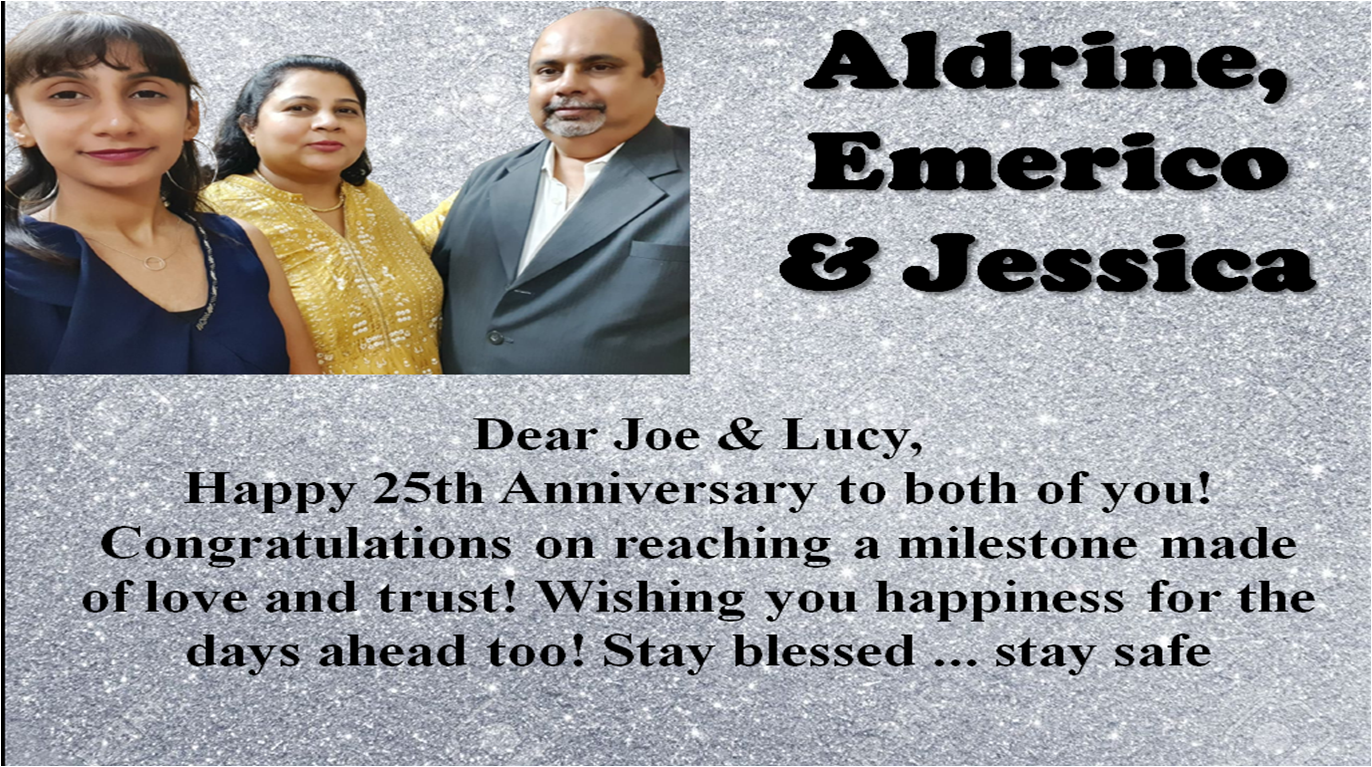 Aldrine,
Emerico
& Jessica
Dear Joe & Lucy,
Happy 25th Anniversary to both of you!
Congratulations on reaching a milestone made
of love and trust! Wishing you happiness for the
days ahead too! Stay blessed ... stay safe